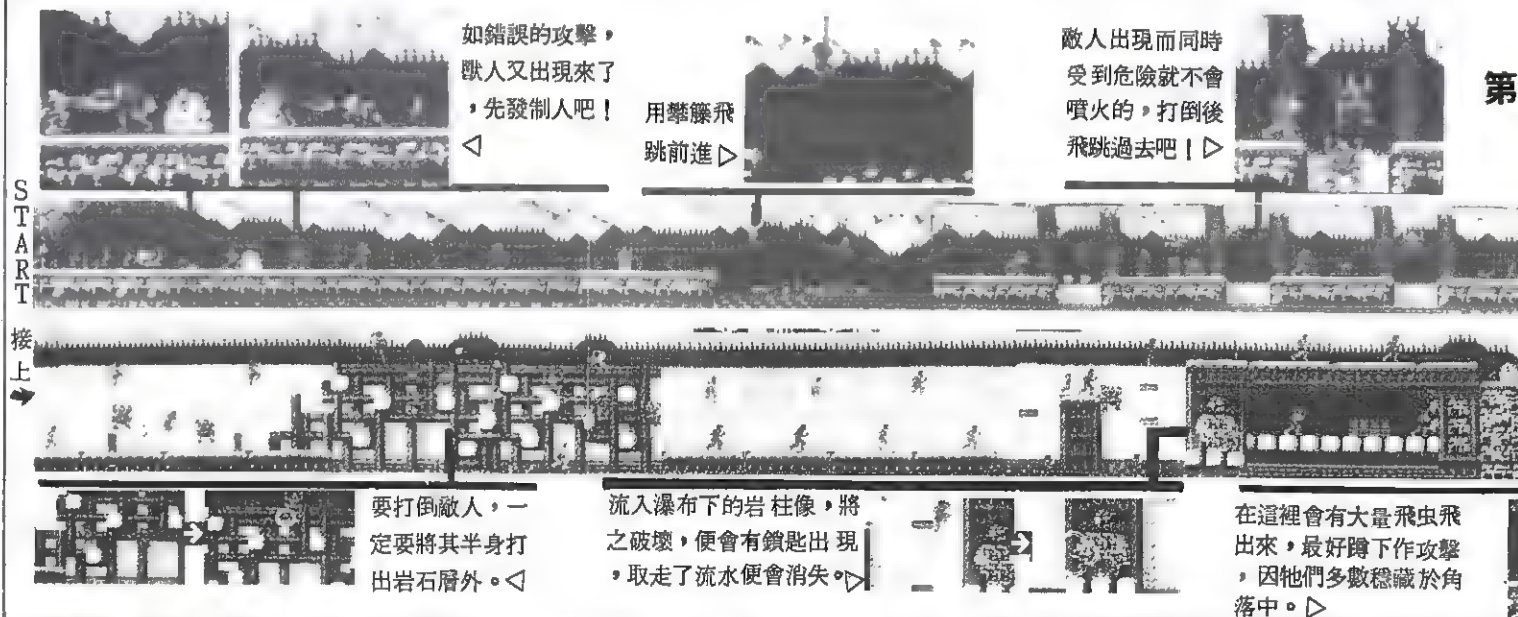 如錯誤的攻擊，
獸人又出現來了
，先發制人吧！
◁
用攀籐飛
跳前進▷
敵人出現而同時
受到危險就不會
噴火的，打倒後
飛跳過去吧！▷
第
START
接上➔
要打倒敵人，一
定要將其半身打
出岩石層外。◁
流入瀑布下的岩柱像，將
之破壞，便會有鎖匙出現
，取走了流水便會消失。▷
在這裡會有大量飛虫飛
出來，最好蹲下作攻擊
，因牠們多數穩藏於角
落中。▷